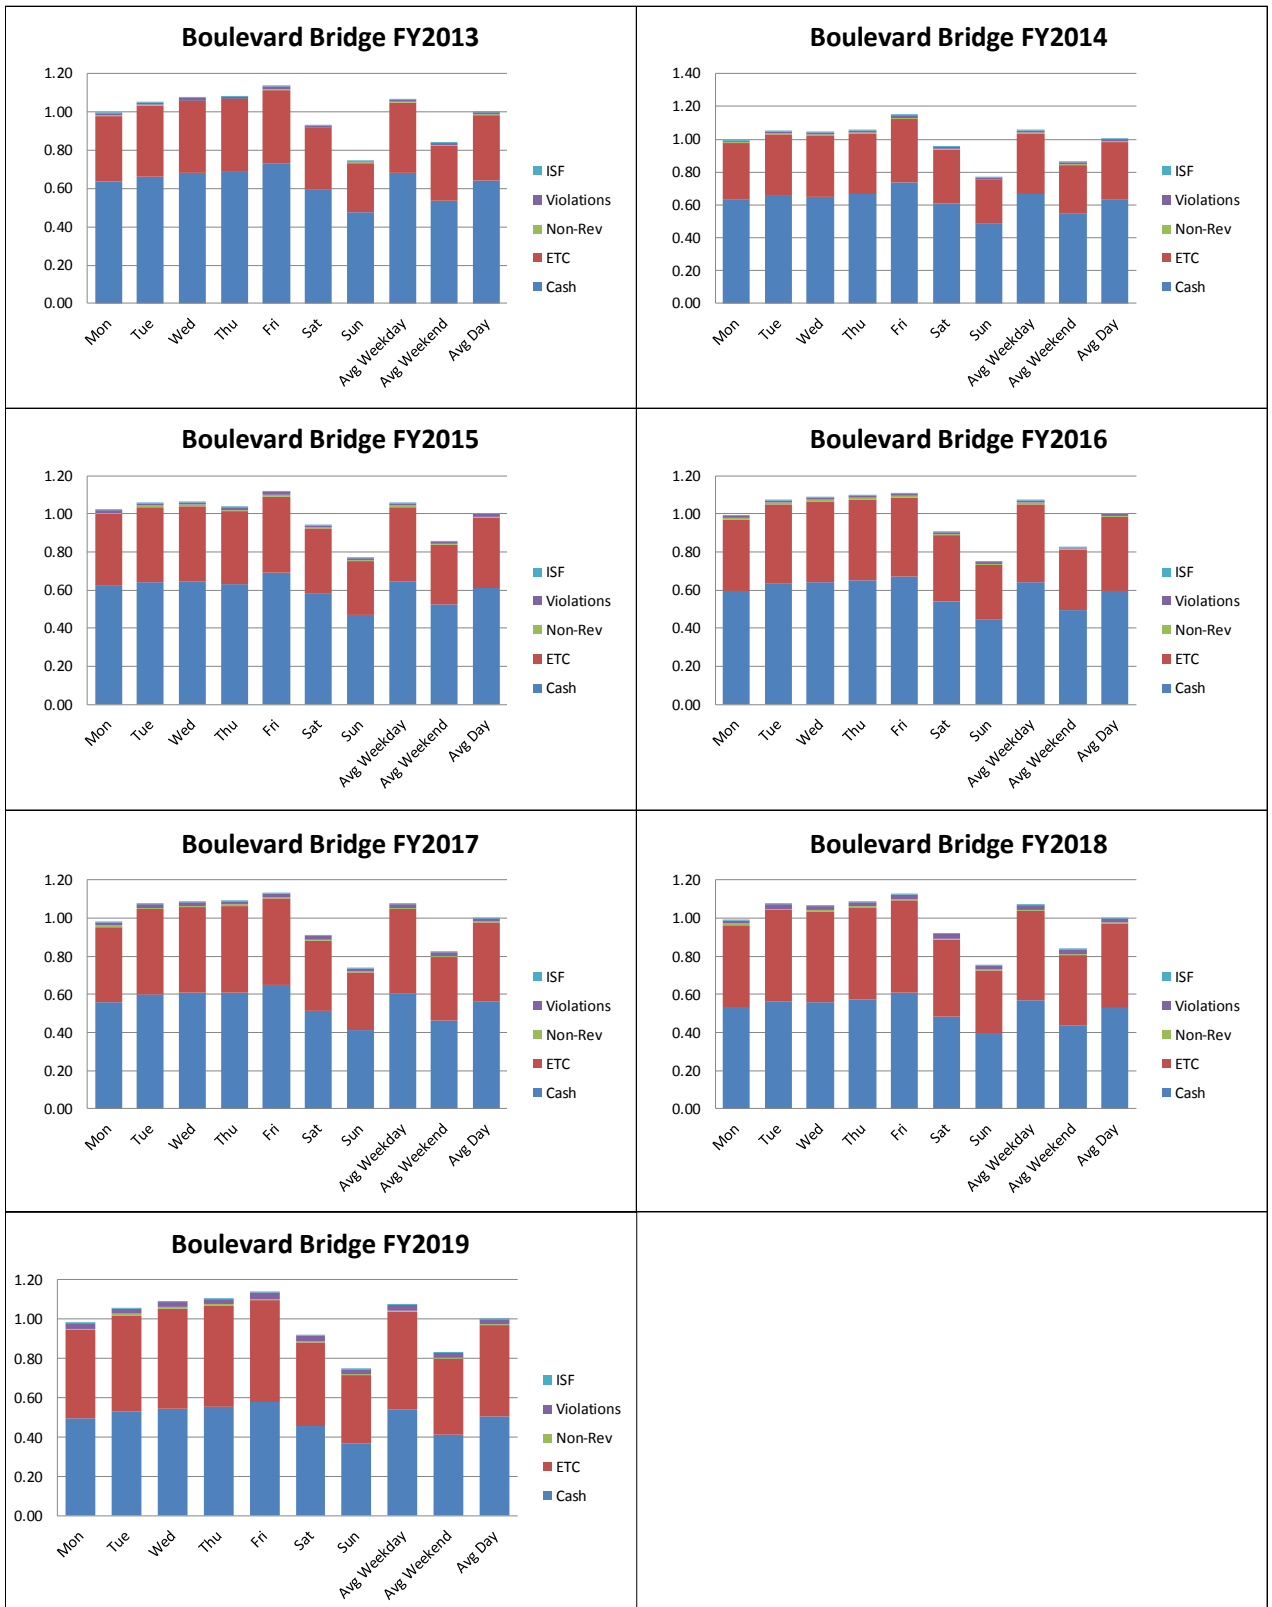 Boulevard Bridge FY2013
1.20
1.00
0.80
0.60
0.40
0.20
0.00
ISF
Violations
Non-Rev
ETC
Cash
Mon
Tue
Wed
Thu
Fri
Sat
Sun
Avg Weekday
Avg Weekend
Avg Day
Boulevard Bridge FY2014
1.40
1.20
1.00
0.80
0.60
0.40
0.20
0.00
ISF
Violations
Non-Rev
ETC
Cash
Mon
Tue
Wed
Thu
Fri
Sat
Sun
Avg Weekday
Avg Weekend
Avg Day
Boulevard Bridge FY2015
1.20
1.00
0.80
0.60
0.40
0.20
0.00
ISF
Violations
Non-Rev
ETC
Cash
Mon
Tue
Wed
Thu
Fri
Sat
Sun
Avg Weekday
Avg Weekend
Avg Day
Boulevard Bridge FY2016
1.20
1.00
0.80
0.60
0.40
0.20
0.00
ISF
Violations
Non-Rev
ETC
Cash
Mon
Tue
Wed
Thu
Fri
Sat
Sun
Avg Weekday
Avg Weekend
Avg Day
Boulevard Bridge FY2017
1.20
1.00
0.80
0.60
0.40
0.20
0.00
ISF
Violations
Non-Rev
ETC
Cash
Mon
Tue
Wed
Thu
Fri
Sat
Sun
Avg Weekday
Avg Weekend
Avg Day
Boulevard Bridge FY2018
1.20
1.00
0.80
0.60
0.40
0.20
0.00
ISF
Violations
Non-Rev
ETC
Cash
Mon
Tue
Wed
Thu
Fri
Sat
Sun
Avg Weekday
Avg Weekend
Avg Day
Boulevard Bridge FY2019
1.20
1.00
0.80
0.60
0.40
0.20
0.00
ISF
Violations
Non-Rev
ETC
Cash
Mon
Tue
Wed
Thu
Fri
Sat
Sun
Avg Weekday
Avg Weekend
Avg Day